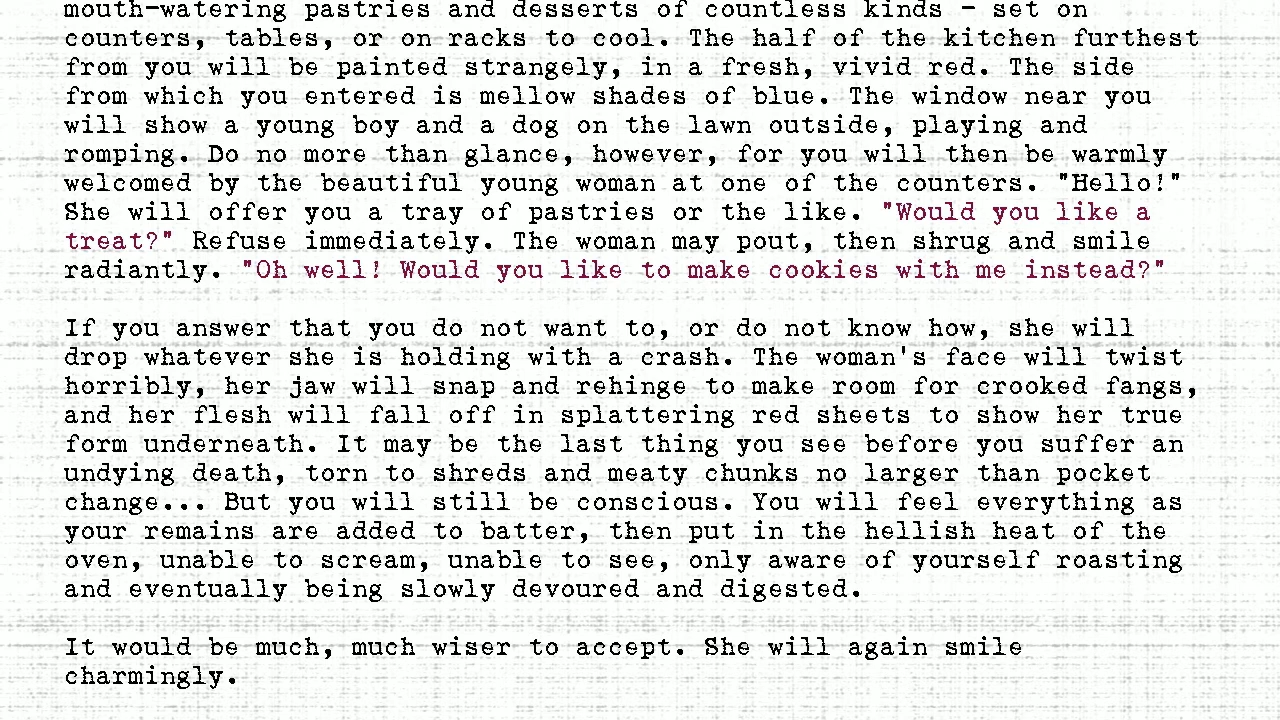 mouth-watering pastries and desserts of countless kinds - set on
counters, tables, or on racks to cool. The half of the kitchen furthest
from you will be painted strangely, in a fresh, vivid red. The side
from which you entered is mellow shades of blue. The window near you
will show a young boy and a dog on the lawn outside, playing and
romping. Do no more than glance, however, for you will then be warmly
welcomed by the beautiful young woman at one of the counters. "Hello!"
She will offer you a tray of pastries or the like. "Would you like a
treat?" Refuse immediately. The woman may pout, then shrug and smile
radiantly. "Oh well! Would you like to make cookies with me instead?"
If you answer that you do not want to, or do not know how, she will
drop whatever she is holding with a crash. The woman's face will twist
horribly, her jaw will snap and rehinge to make room for crooked fangs,
and her flesh will fall off in splattering red sheets to show her true
form underneath. It may be the last thing you see before you suffer an
undying death, torn to shreds and meaty chunks no larger than pocket
change... But you will still be conscious. You will feel everything as
your remains are added to batter, then put in the hellish heat of the
oven, unable to scream, unable to see, only aware of yourself roasting
and eventually being slowly devoured and digested.
It would be much, much wiser to accept. She will again smile
charmingly.